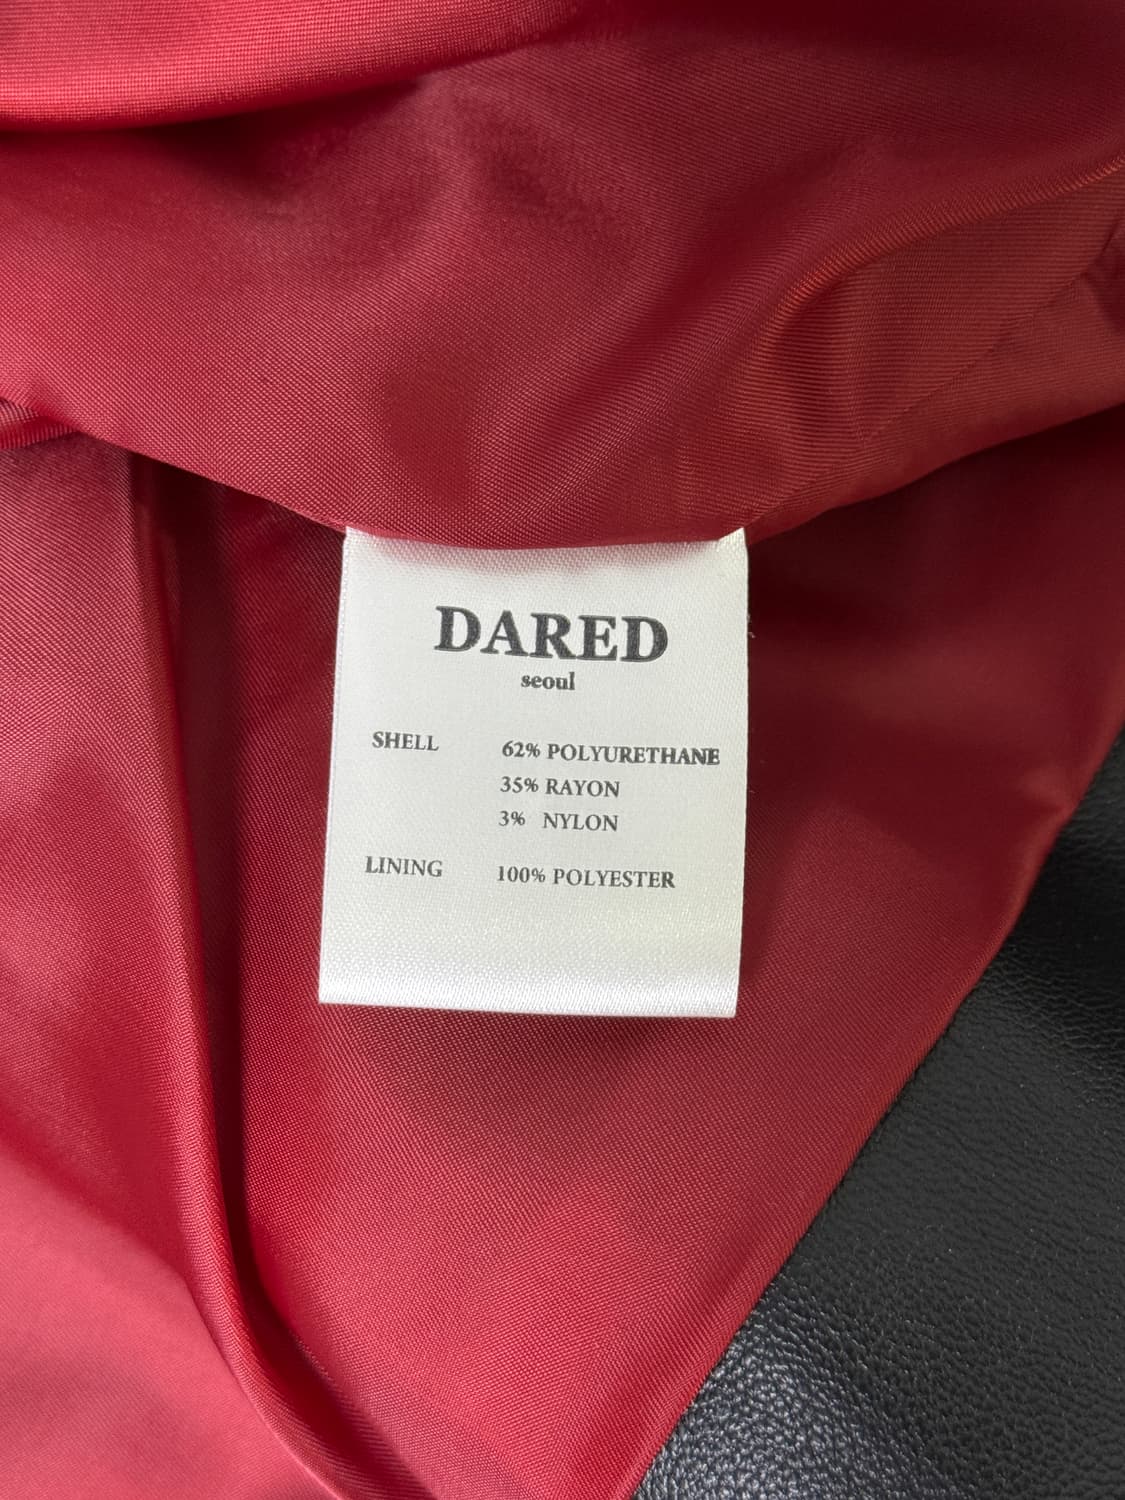 DARED
seoul
SHELL 62% POLYURETHANE
35% RAYON
3% NYLON
LINING 100% POLYESTER